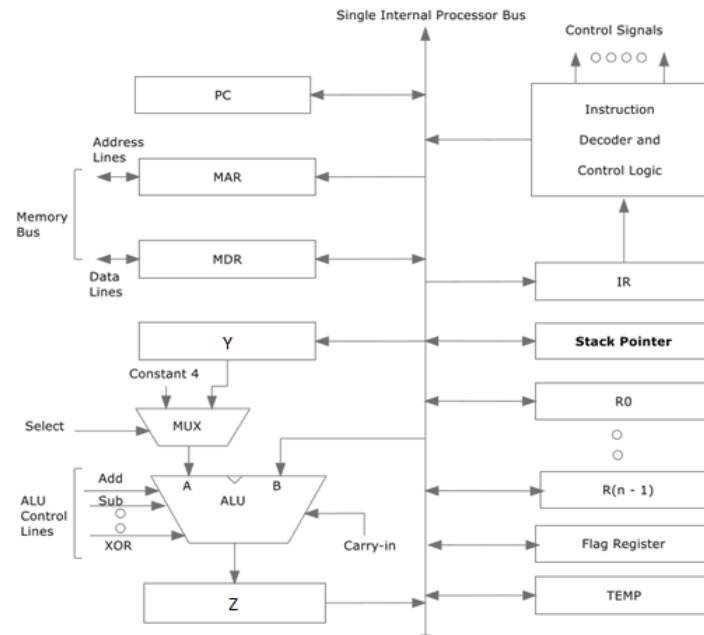 Single Internal Processor Bus
Control Signals
PC
Instruction
Decoder and
Control Logic
Address
Lines
MAR
Memory
Bus
MDR
Data
Lines
IR
Y
Stack Pointer
Constant 4
R0
Select
MUX
A
B
ALU
Add
Sub
XOR
ALU
Control
Lines
Carry-in
R(n - 1)
Flag Register
Z
TEMP